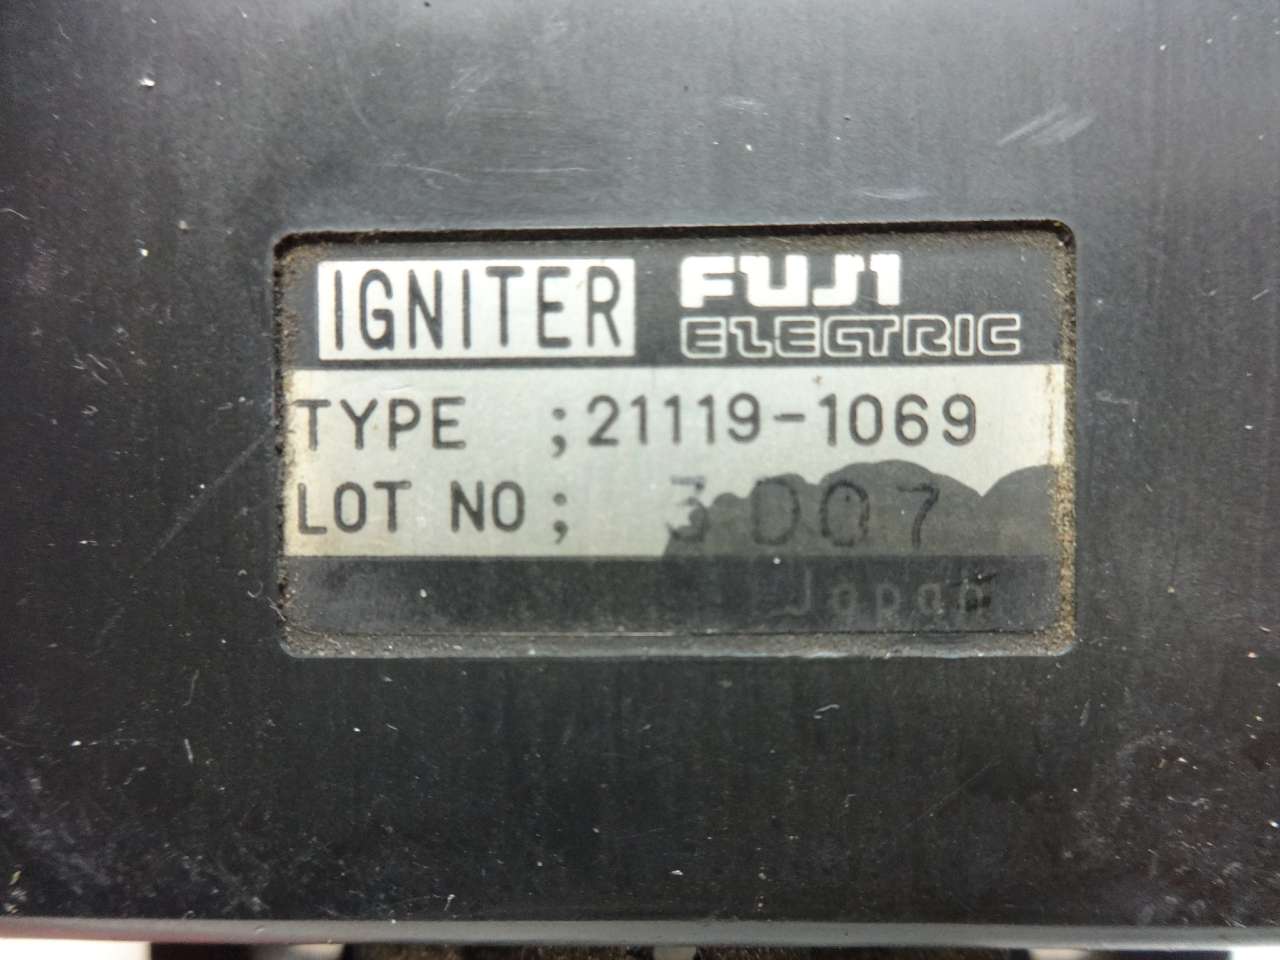 IGNITER FUJI ELECTRIC
TYPE ; 21119-1069
LOT NO ; 3D07
Japan